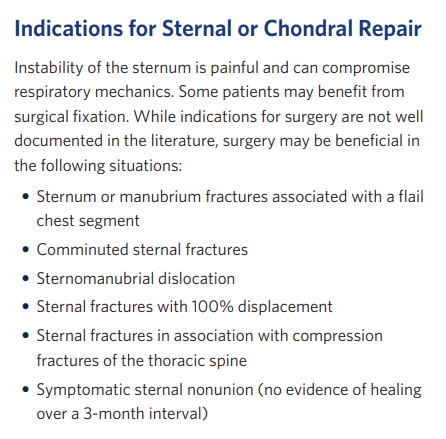 Indications for Sternal or Chondral Repair
Instability of the sternum is painful and can compromise
respiratory mechanics. Some patients may benefit from
surgical fixation. While indications for surgery are not well
documented in the literature, surgery may be beneficial in
the following situations:
• Sternum or manubrium fractures associated with a flail
chest segment
• Comminuted sternal fractures
• Sternomanubrial dislocation
• Sternal fractures with 100% displacement
• Sternal fractures in association with compression
fractures of the thoracic spine
• Symptomatic sternal nonunion (no evidence of healing
over a 3-month interval)